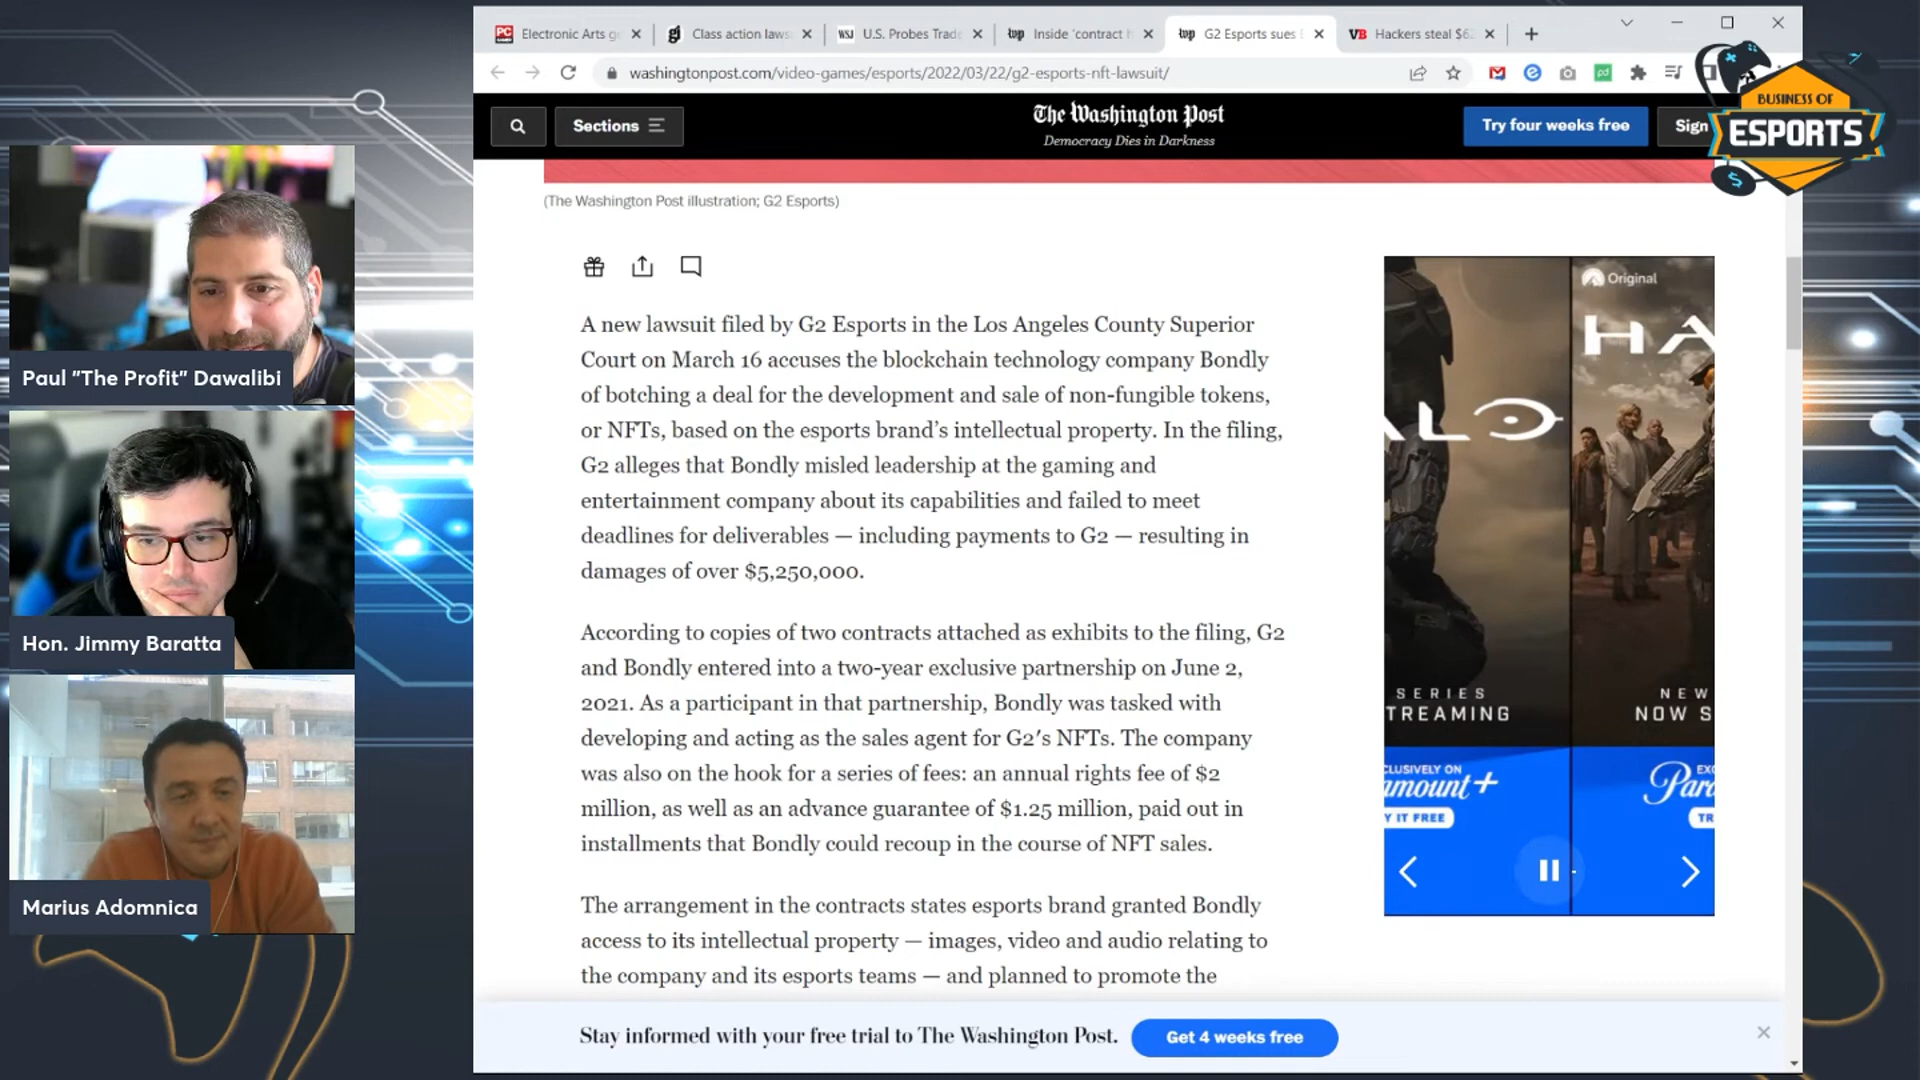 Electronic Arts g
Class action laws
U.S. Probes Trad
Inside 'contract h
G2 Esports sues
Hackers steal $6
washingtonpost.com/video-games/esports/2022/03/22/g2-esports-nft-lawsuit/
Sections
The Washington Post
Democracy Dies in Darkness
Try four weeks free
Sign
BUSINESS OF
ESPORTS
(The Washington Post illustration; G2 Esports)
A new lawsuit filed by G2 Esports in the Los Angeles County Superior
Court on March 16 accuses the blockchain technology company Bondly
of botching a deal for the development and sale of non-fungible tokens,
or NFTs, based on the esports brand’s intellectual property. In the filing,
G2 alleges that Bondly misled leadership at the gaming and
entertainment company about its capabilities and failed to meet
deadlines for deliverables — including payments to G2 — resulting in
damages of over $5,250,000.
According to copies of two contracts attached as exhibits to the filing, G2
and Bondly entered into a two-year exclusive partnership on June 2,
2021. As a participant in that partnership, Bondly was tasked with
developing and acting as the sales agent for G2's NFTs. The company
was also on the hook for a series of fees: an annual rights fee of $2
million, as well as an advance guarantee of $1.25 million, paid out in
installments that Bondly could recoup in the course of NFT sales.
The arrangement in the contracts states esports brand granted Bondly
access to its intellectual property — images, video and audio relating to
the company and its esports teams — and planned to promote the
Original
HA
ALO
SERIES
TREAMING
NEW
NOW S
CLUSIVELY ON
amount+
Y IT FREE
EXC
Para
TR
Stay informed with your free trial to The Washington Post.
Get 4 weeks free
Paul "The Profit" Dawalibi
Hon. Jimmy Baratta
Marius Adomnica